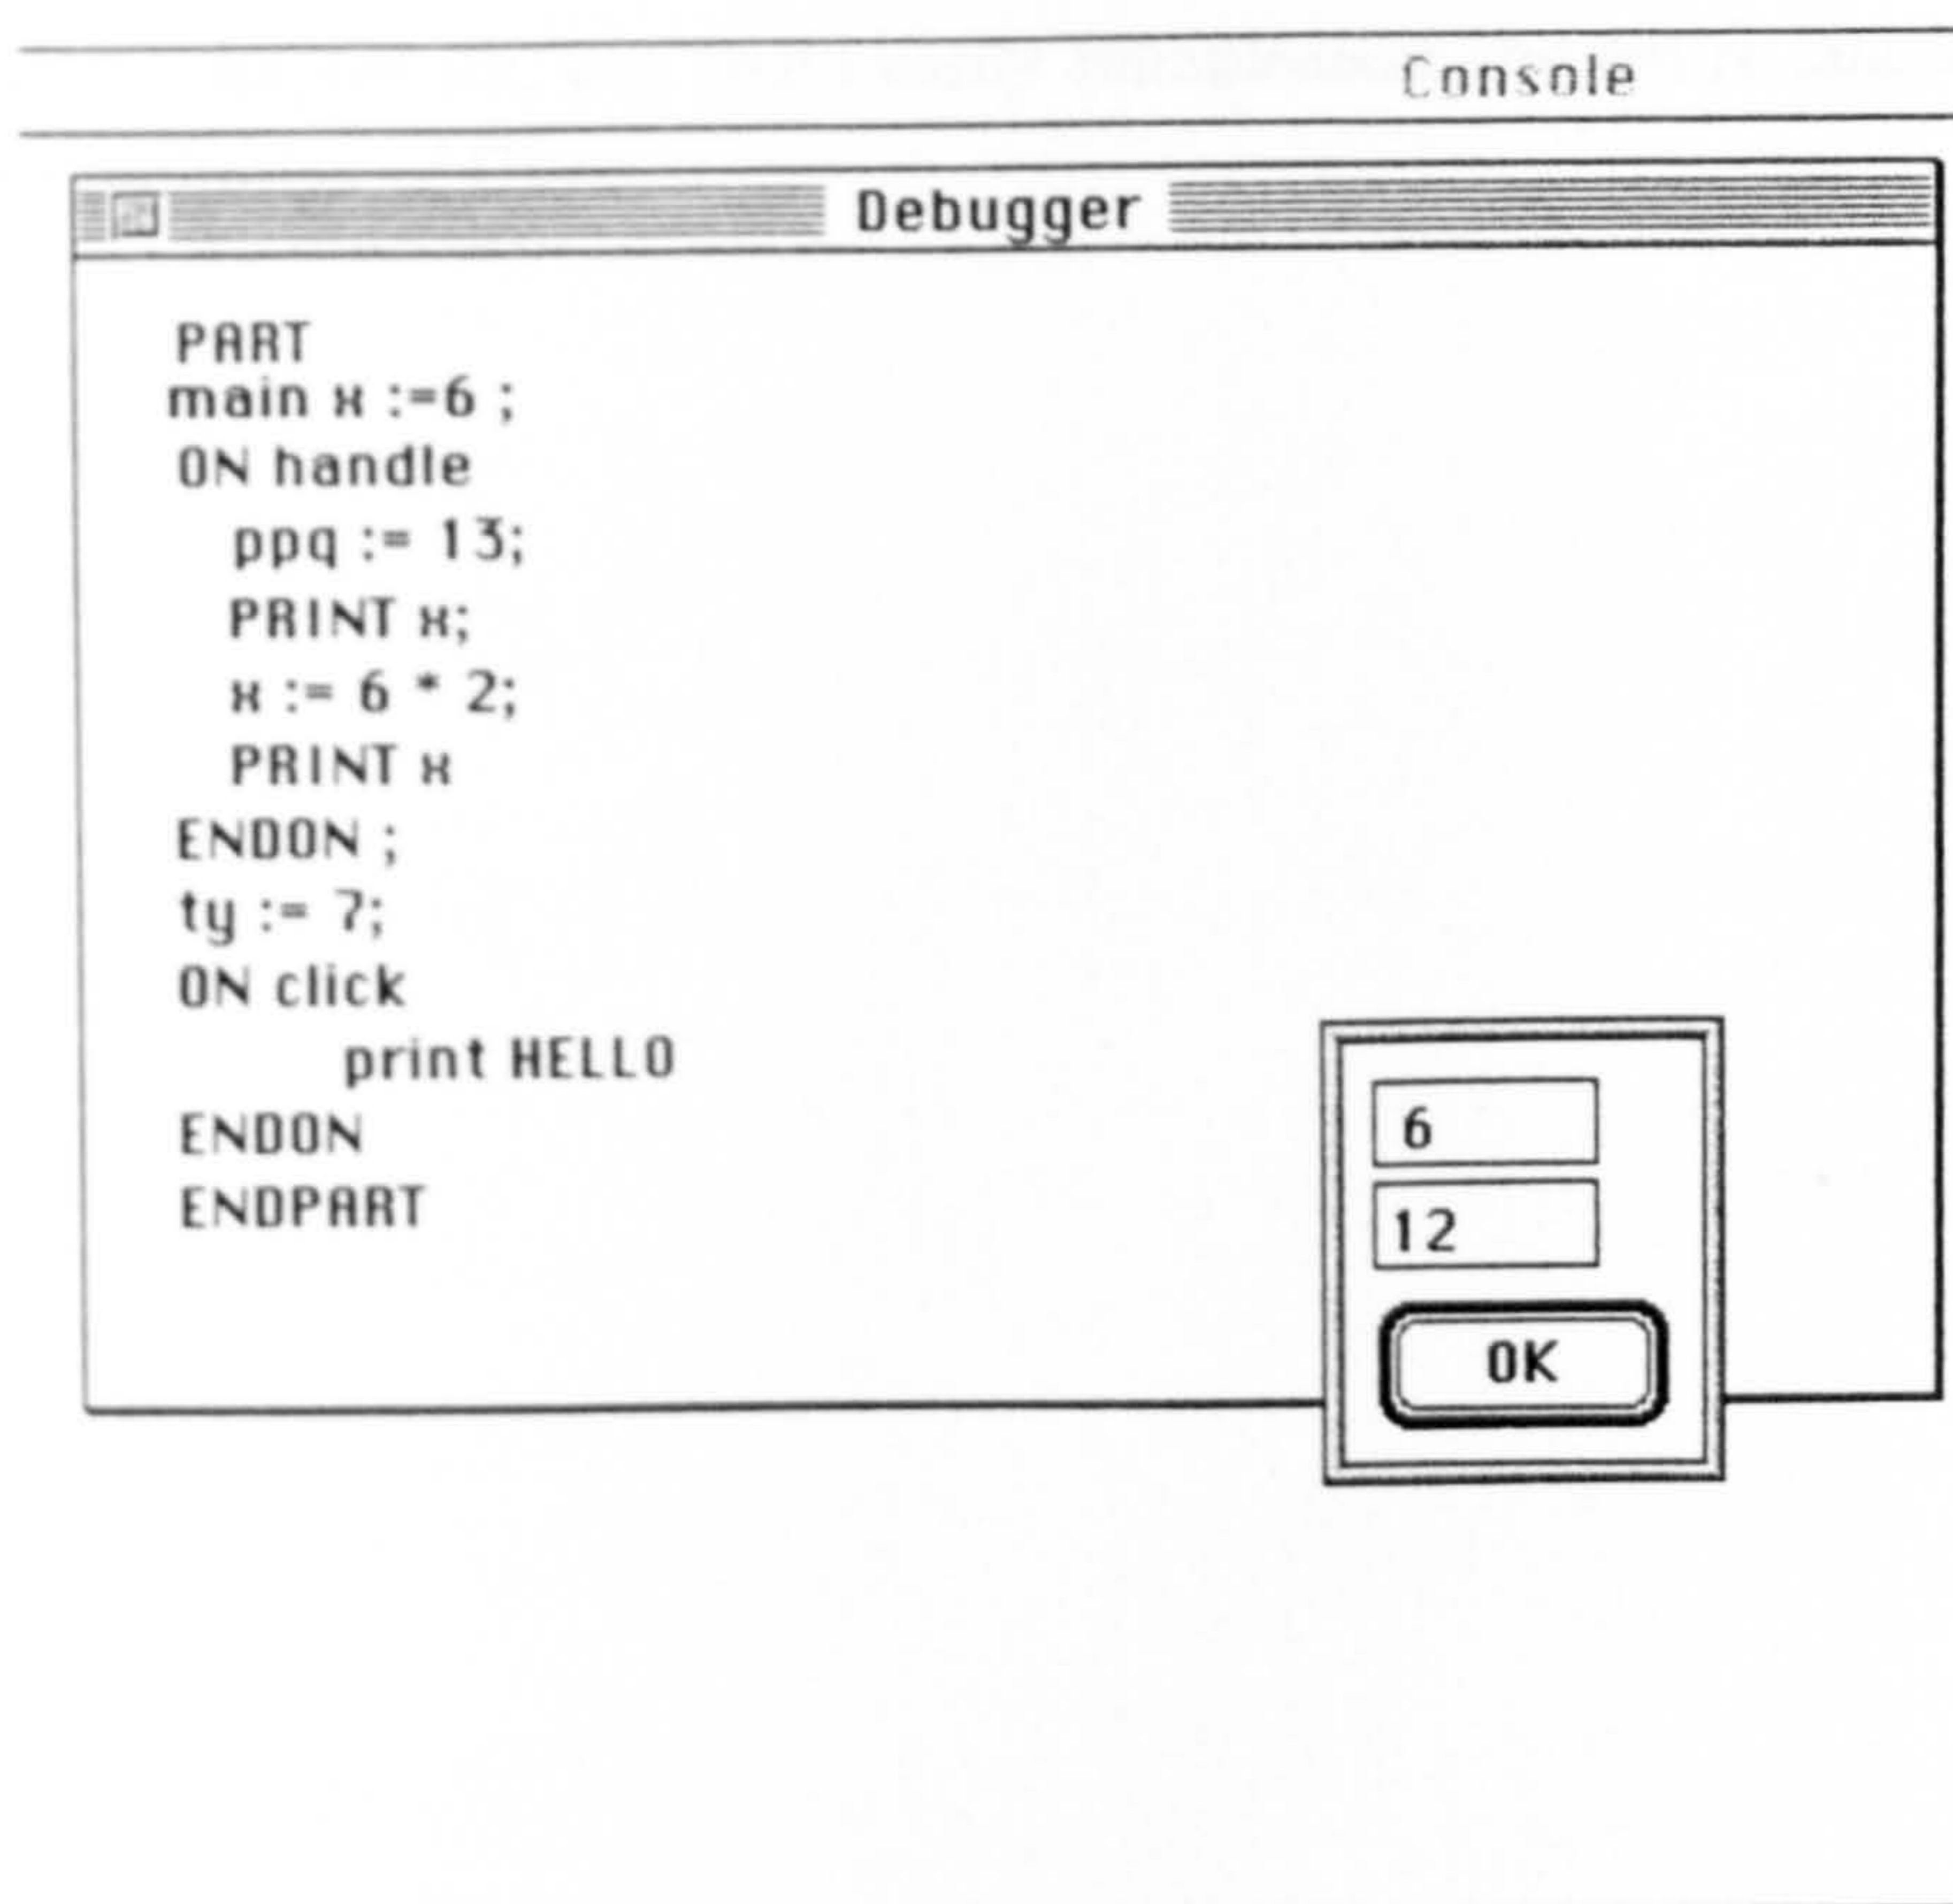 Console
Debugger
PART
main x :=6 ;
ON handle
ppq := 13;
PRINT x;
x := 6 * 2;
PRINT x
ENDON ;
ty := 7;
ON click
print HELLO
ENDON
ENDPART
6
12
OK